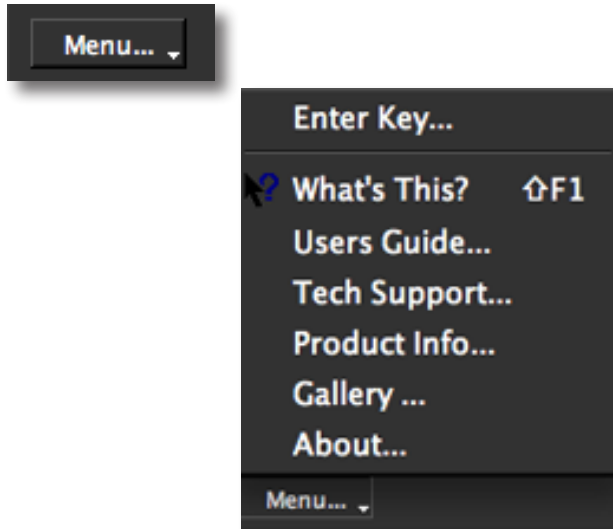 Menu...
Enter Key...
? What's This? ⇧F1
Users Guide...
Tech Support...
Product Info...
Gallery ...
About...
Menu...